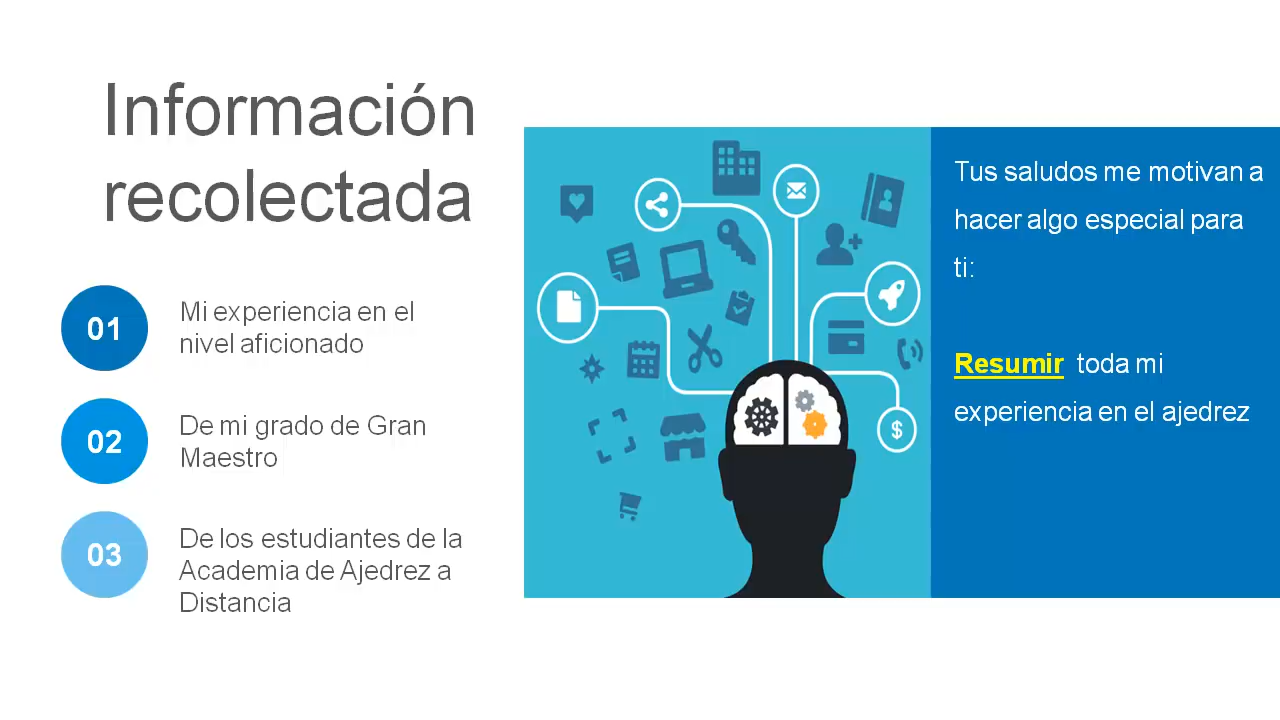 Información
recolectada
01
Mi experiencia en el
nivel aficionado
02
De mi grado de Gran
Maestro
03
De los estudiantes de la
Academia de Ajedrez a
Distancia
$
Tus saludos me motivan a
hacer algo especial para
ti:
Resumir toda mi
experiencia en el ajedrez